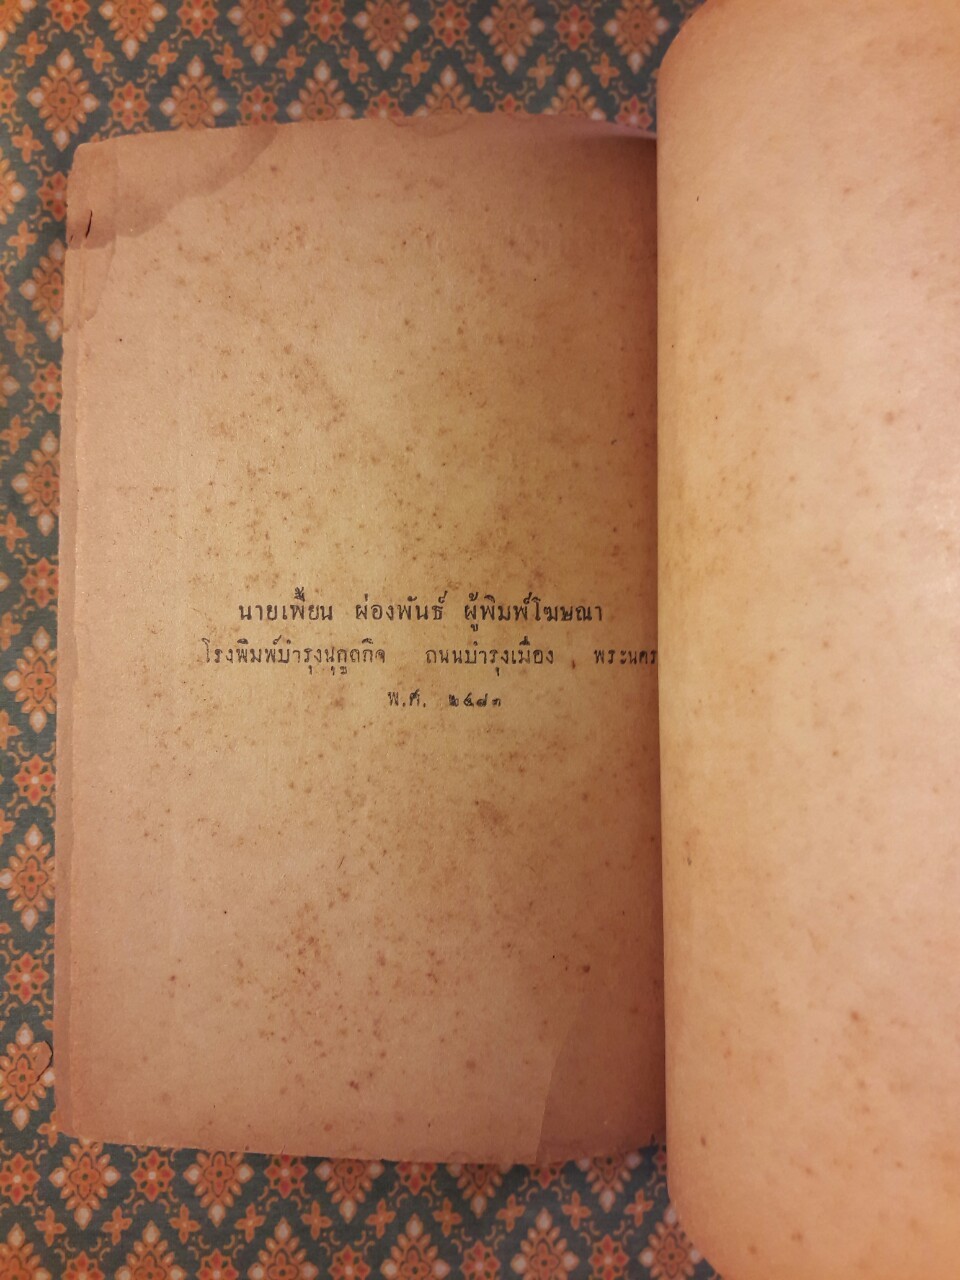 นายเพื้ยน ผ่องพันธ์ ผู้พิมพ์โฆษณา
โรงพิมพ์บำรุงนุกูลกิจ ถนนบำรุงเมือง พระนคร
พ.ศ. ๒๔๗๓